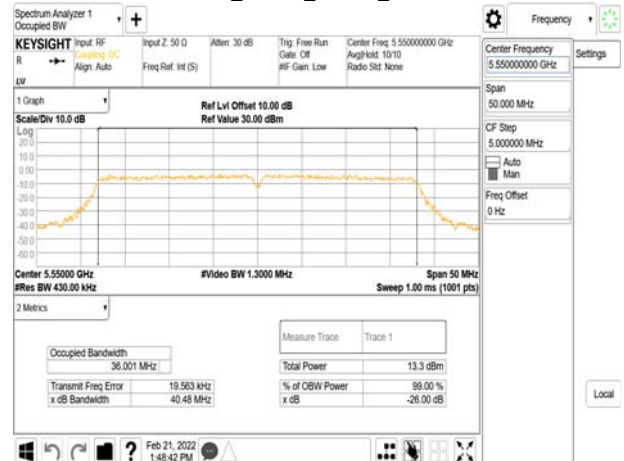 Spectrum Analyzer 1
Occupied BW
Frequency
KEYSIGHT Input: RF Input Z: 50 Ω Atten: 30 dB Trig: Free Run Center Freq: 5.550000000 GHz
R Coupling: DC Gate: Off Avg|Hold: 10/10
Align: Auto Freq Ref: Int (S) #IF Gain: Low Radio Std: None
Center Frequency
5.550000000 GHz
Settings
Span
50.000 MHz
CF Step
5.000000 MHz
Auto
Man
Freq Offset
0 Hz
Local
1 Graph
Ref Lvl Offset 10.00 dB
Scale/Div 10.0 dB Ref Value 30.00 dBm
Log
20.0
10.0
0.00
-10.0
-20.0
-30.0
-40.0
-50.0
-60.0
Center 5.55000 GHz #Video BW 1.3000 MHz Span 50 MHz
#Res BW 430.00 kHz Sweep 1.00 ms (1001 pts)
2 Metrics
Measure Trace Trace 1
Occupied Bandwidth
36.001 MHz
Total Power 13.3 dBm
Transmit Freq Error 19.563 kHz % of OBW Power 99.00 %
x dB Bandwidth 40.48 MHz x dB -26.00 dB
? Feb 21, 2022
1:48:42 PM